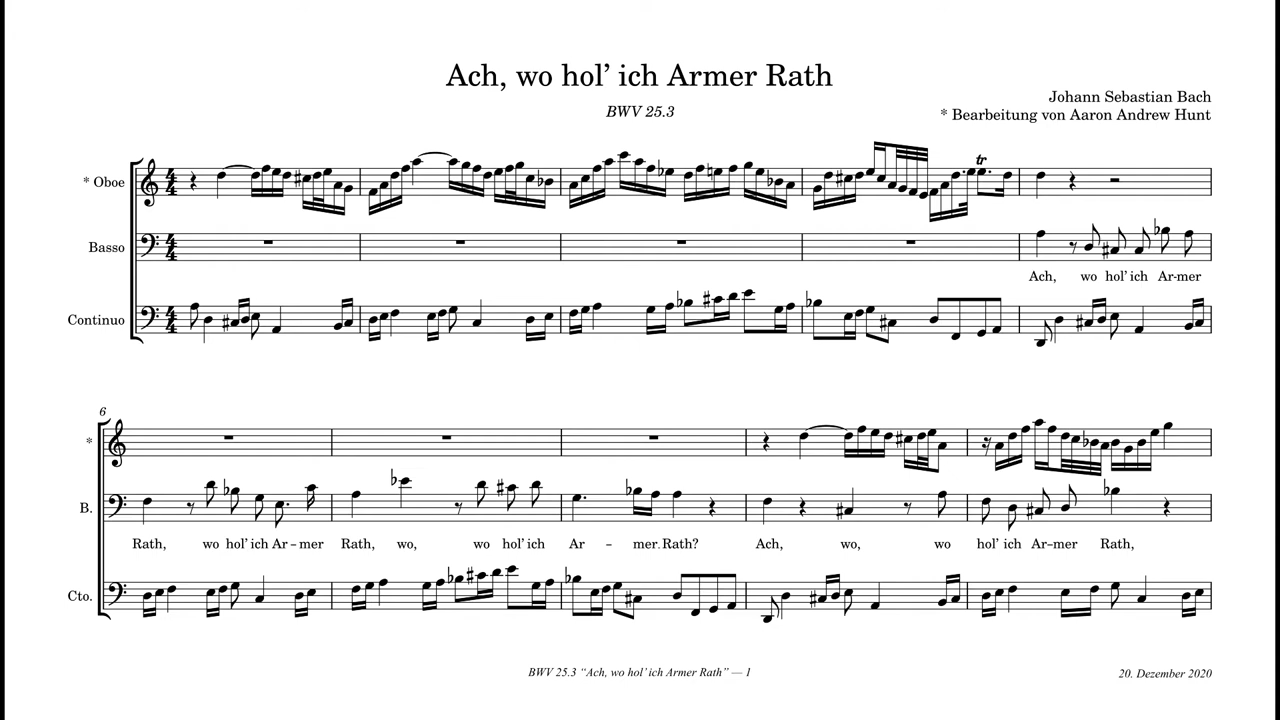 Ach, wo hol’ ich Armer Rath
BWV 25.3
Johann Sebastian Bach
* Bearbeitung von Aaron Andrew Hunt
* Oboe
tr
Basso
Ach, wo hol’ ich Ar-mer
Continuo
6
*
B.
Rath, wo hol’ ich Ar – mer Rath, wo, wo hol’ ich Ar – mer. Rath? Ach, wo, wo hol’ ich Ar–mer Rath,
Cto.
BWV 25.3 “Ach, wo hol’ ich Armer Rath” — 1
20. Dezember 2020